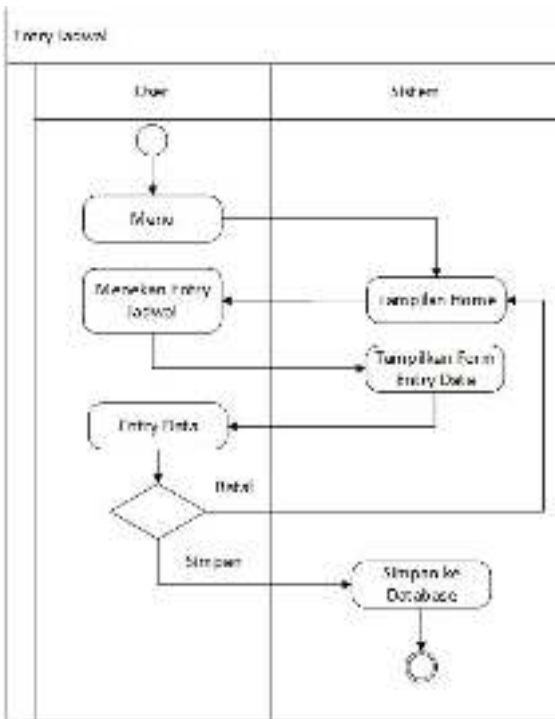 Entry Jadwal
User
Sistem
Menu
Menekan Entry
Jadwal
Tampilan Home
Tampilkan Form
Entry Data
Entry Data
Batal
Simpan
Simpan ke
Database